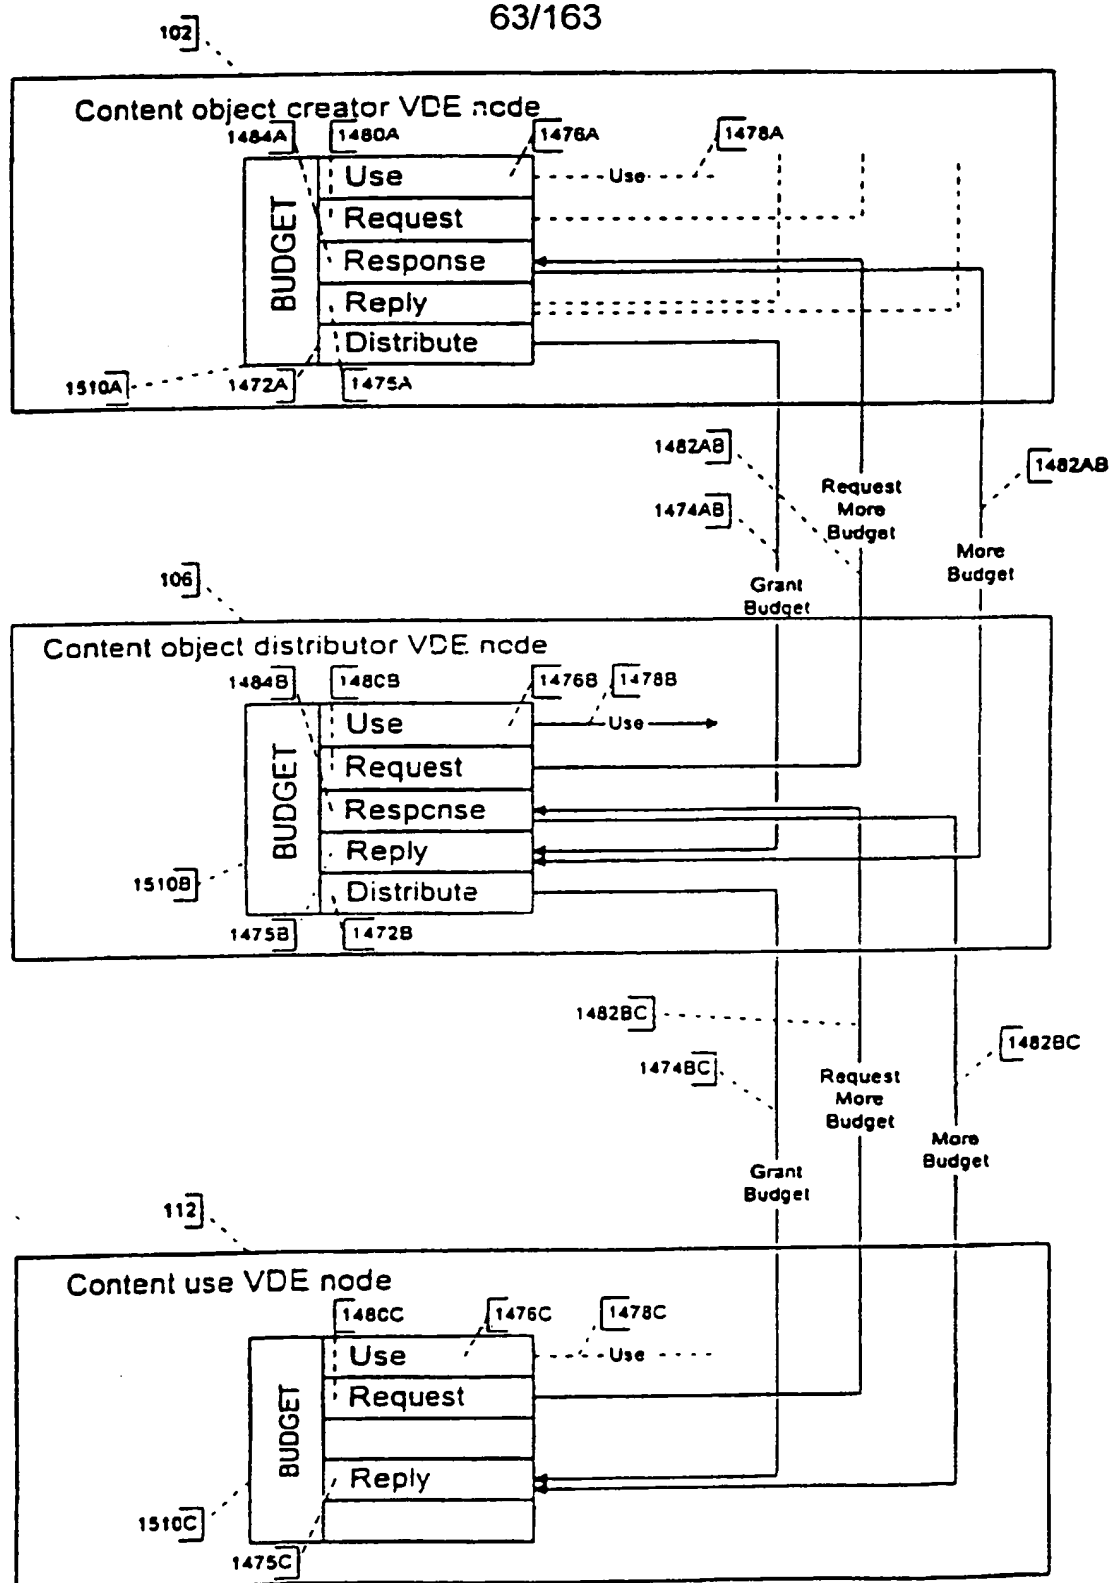 63/163
102
Content object creator VDE node
1484A
1480A
1476A
1478A
BUDGET
Use
Use
Request
Response
Reply
Distribute
1510A
1472A
1475A
1482AB
1482AB
Request
More
Budget
1474AB
More
Budget
Grant
Budget
106
Content object distributor VDE node
1484B
1480B
1476B
1478B
BUDGET
Use
Use
Request
Response
Reply
Distribute
1510B
1475B
1472B
1482BC
1482BC
1474BC
Request
More
Budget
More
Budget
Grant
Budget
112
Content use VDE node
1480C
1476C
1478C
BUDGET
Use
Use
Request
Reply
1510C
1475C